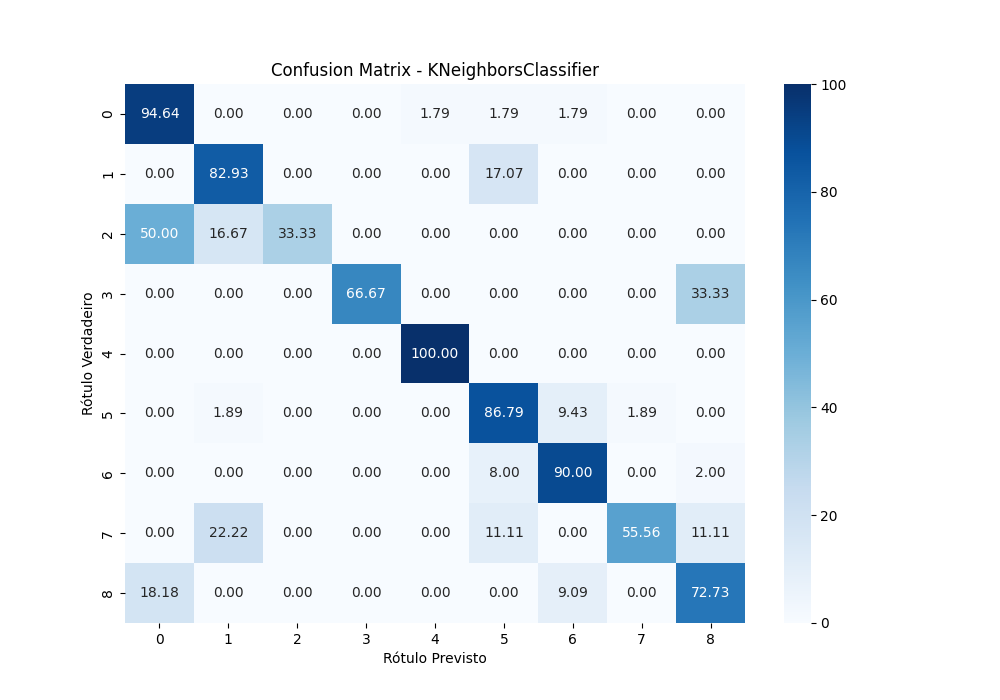 Confusion Matrix - KNeighborsClassifier
0 94.64 0.00 0.00 0.00 1.79 1.79 1.79 0.00 0.00
1 0.00 82.93 0.00 0.00 0.00 17.07 0.00 0.00 0.00
2 50.00 16.67 33.33 0.00 0.00 0.00 0.00 0.00 0.00
3 0.00 0.00 0.00 66.67 0.00 0.00 0.00 0.00 33.33
4 0.00 0.00 0.00 0.00 100.00 0.00 0.00 0.00 0.00
5 0.00 1.89 0.00 0.00 0.00 86.79 9.43 1.89 0.00
6 0.00 0.00 0.00 0.00 0.00 8.00 90.00 0.00 2.00
7 0.00 22.22 0.00 0.00 0.00 11.11 0.00 55.56 11.11
8 18.18 0.00 0.00 0.00 0.00 0.00 9.09 0.00 72.73
0 1 2 3 4 5 6 7 8
Rótulo Previsto
Rótulo Verdadeiro
100
80
60
40
20
0